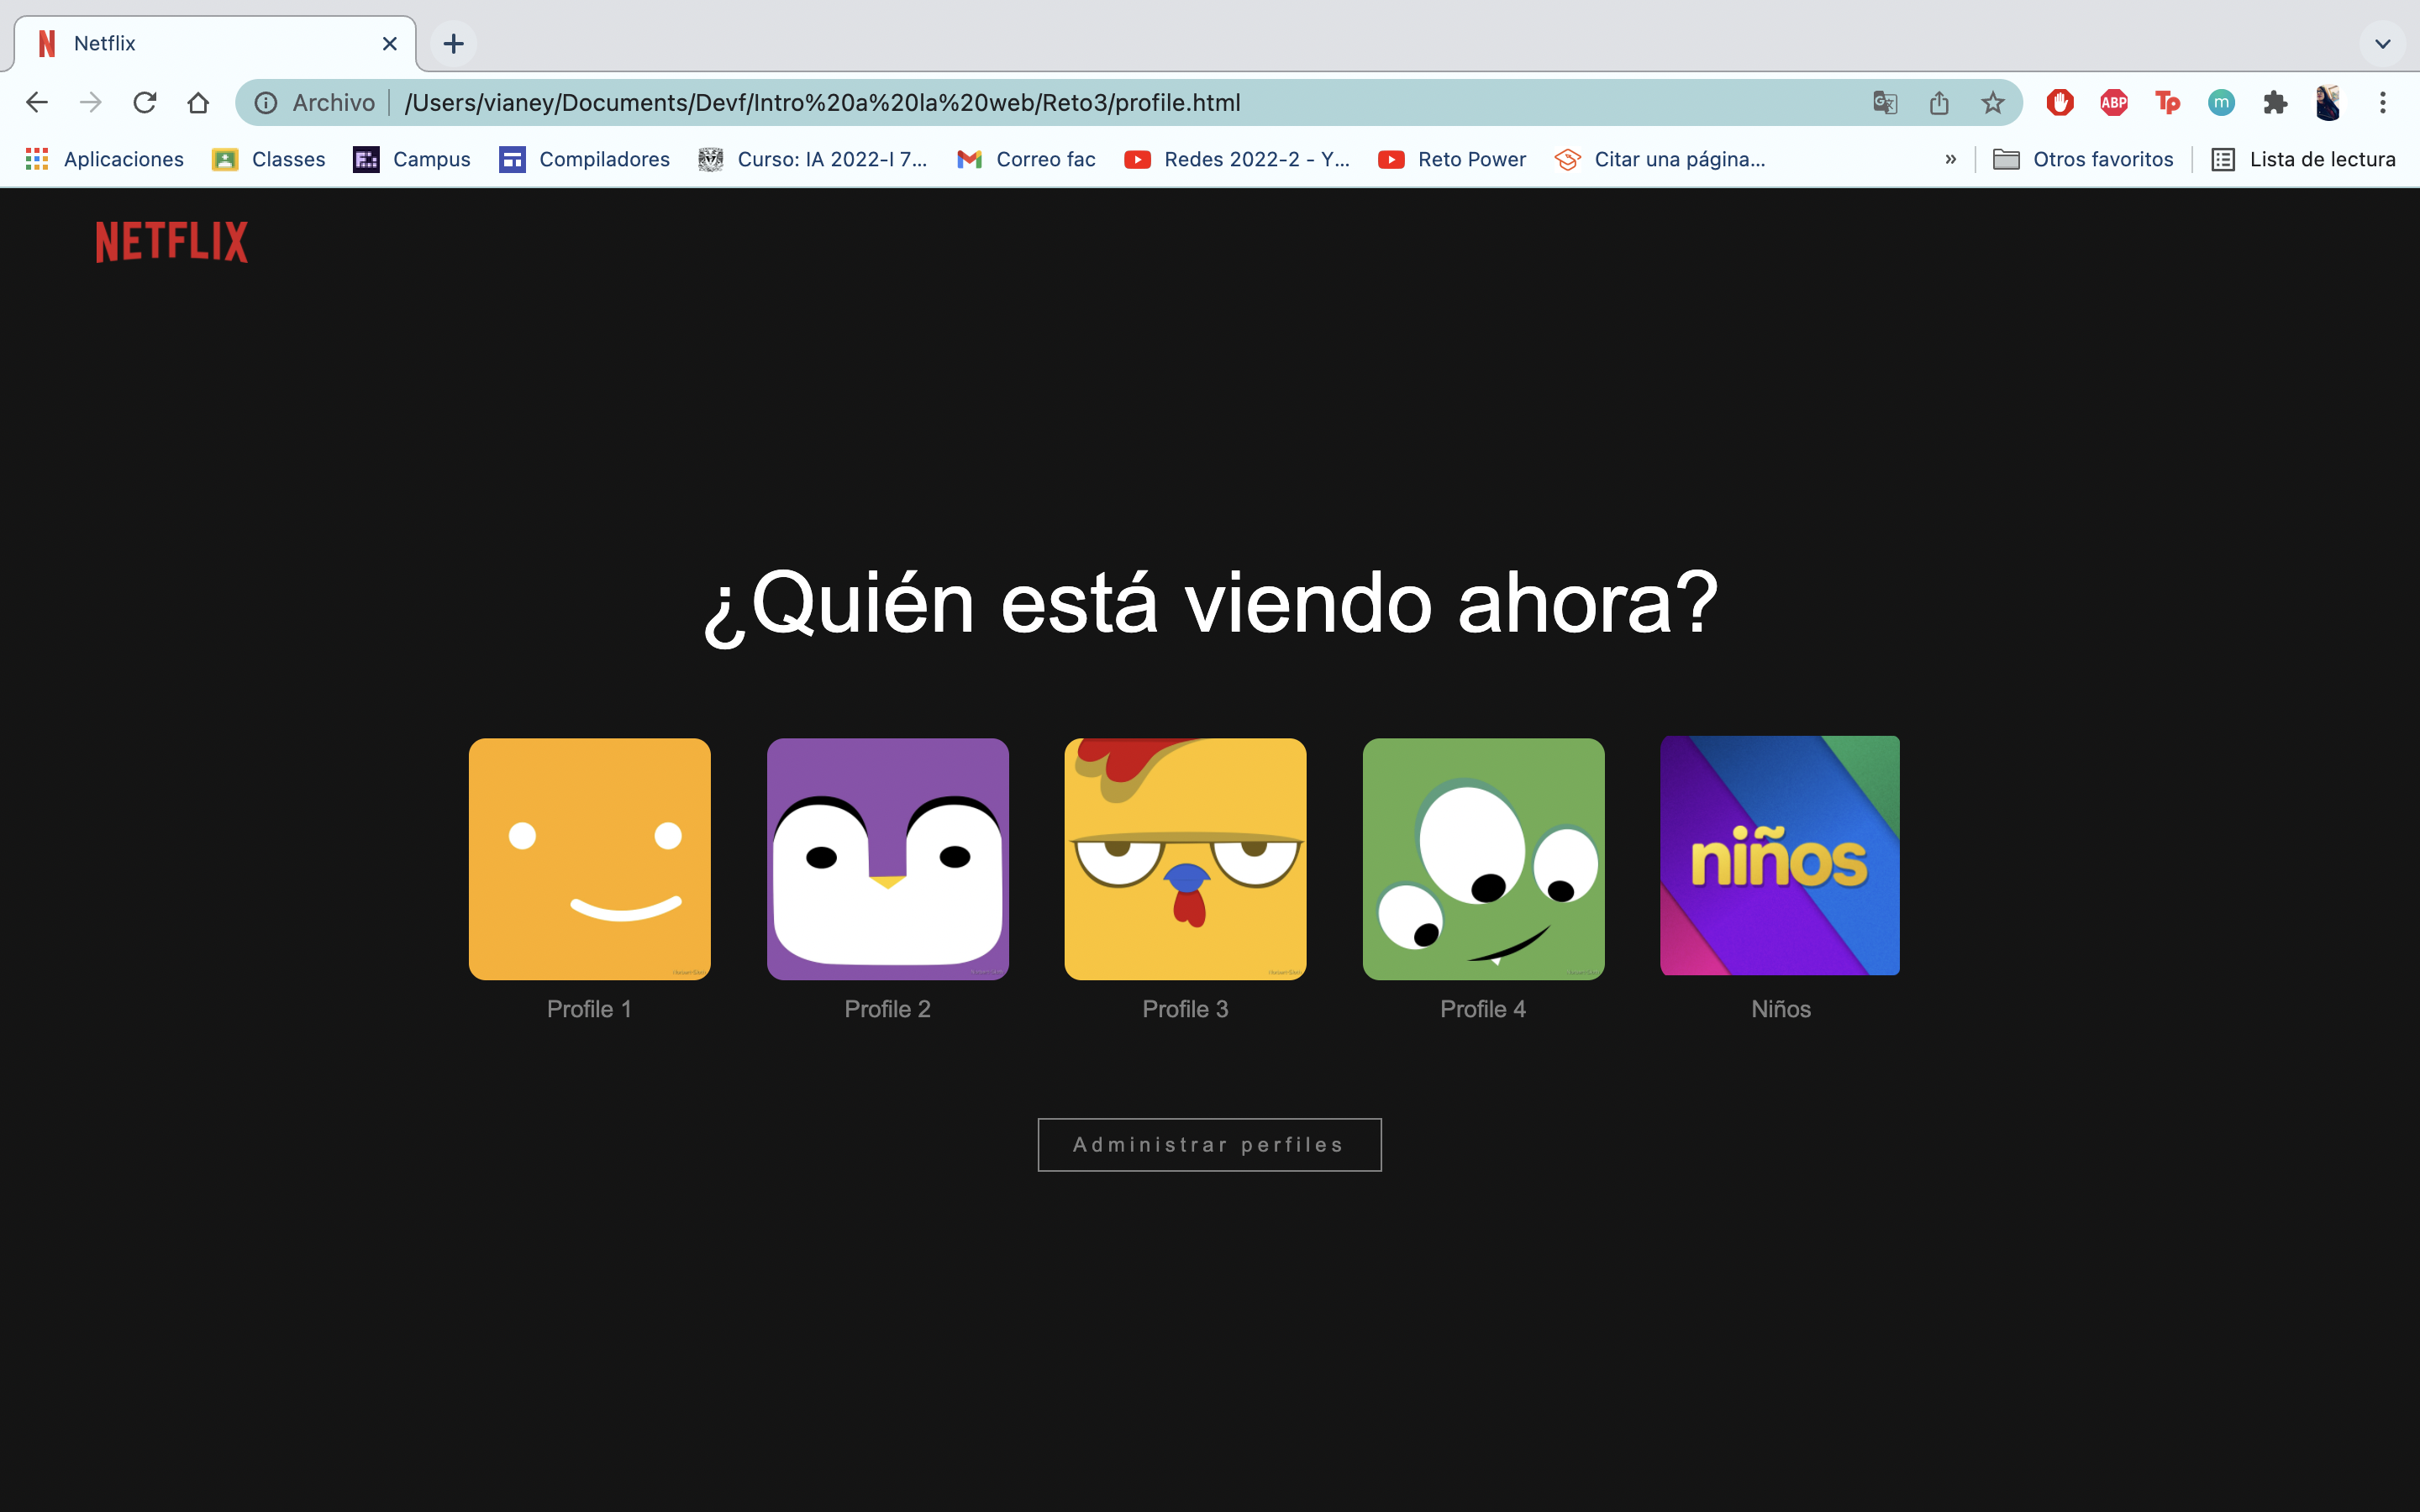 Netflix
Archivo /Users/vianey/Documents/Devf/Intro%20a%20la%20web/Reto3/profile.html
ABP Tp m
Aplicaciones Classes Campus Compiladores Curso: IA 2022-I 7... Correo fac Redes 2022-2 - Y... Reto Power Citar una página... » Otros favoritos Lista de lectura
NETFLIX
¿Quién está viendo ahora?
niños
Profile 1 Profile 2 Profile 3 Profile 4 Niños
Administrar perfiles